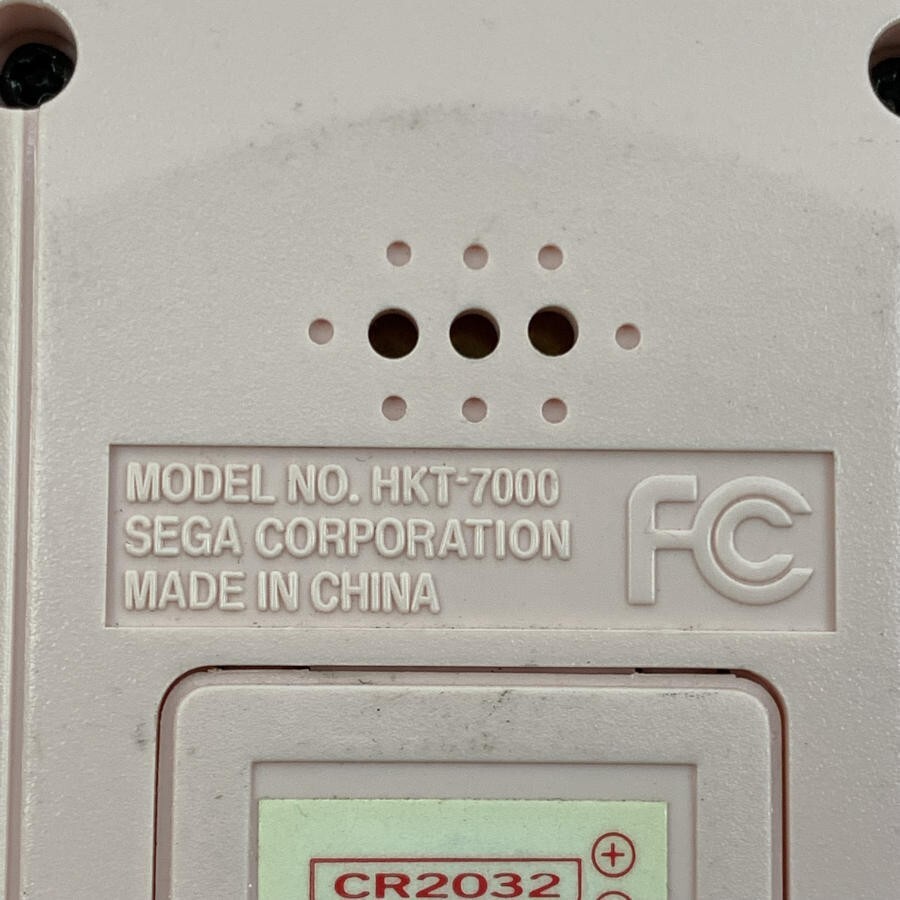 MODEL NO. HKT-7000
SEGA CORPORATION
MADE IN CHINA
FC
CR2032